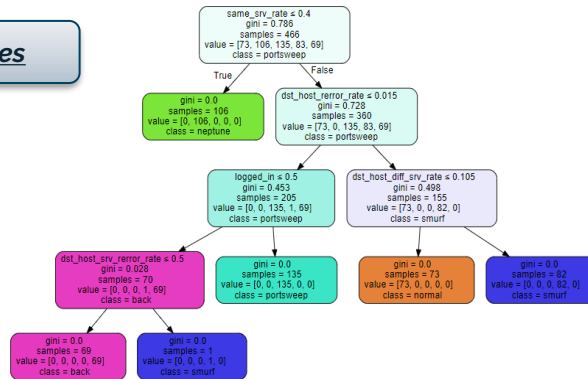 es
same_srv_rate ≤ 0.4
gini = 0.786
samples = 466
value = [73, 106, 135, 83, 69]
class = portsweep
True
False
gini = 0.0
samples = 106
value = [0, 106, 0, 0, 0]
class = neptune
dst_host_rerror_rate ≤ 0.015
gini = 0.728
samples = 360
value = [73, 0, 135, 83, 69]
class = portsweep
logged_in ≤ 0.5
gini = 0.453
samples = 205
value = [0, 0, 135, 1, 69]
class = portsweep
dst_host_diff_srv_rate ≤ 0.105
gini = 0.498
samples = 155
value = [73, 0, 0, 82, 0]
class = smurf
dst_host_srv_rerror_rate ≤ 0.5
gini = 0.028
samples = 70
value = [0, 0, 0, 1, 69]
class = back
gini = 0.0
samples = 135
value = [0, 0, 135, 0, 0]
class = portsweep
gini = 0.0
samples = 73
value = [73, 0, 0, 0, 0]
class = normal
gini = 0.0
samples = 82
value = [0, 0, 0, 82, 0]
class = smurf
gini = 0.0
samples = 69
value = [0, 0, 0, 0, 69]
class = back
gini = 0.0
samples = 1
value = [0, 0, 0, 1, 0]
class = smurf